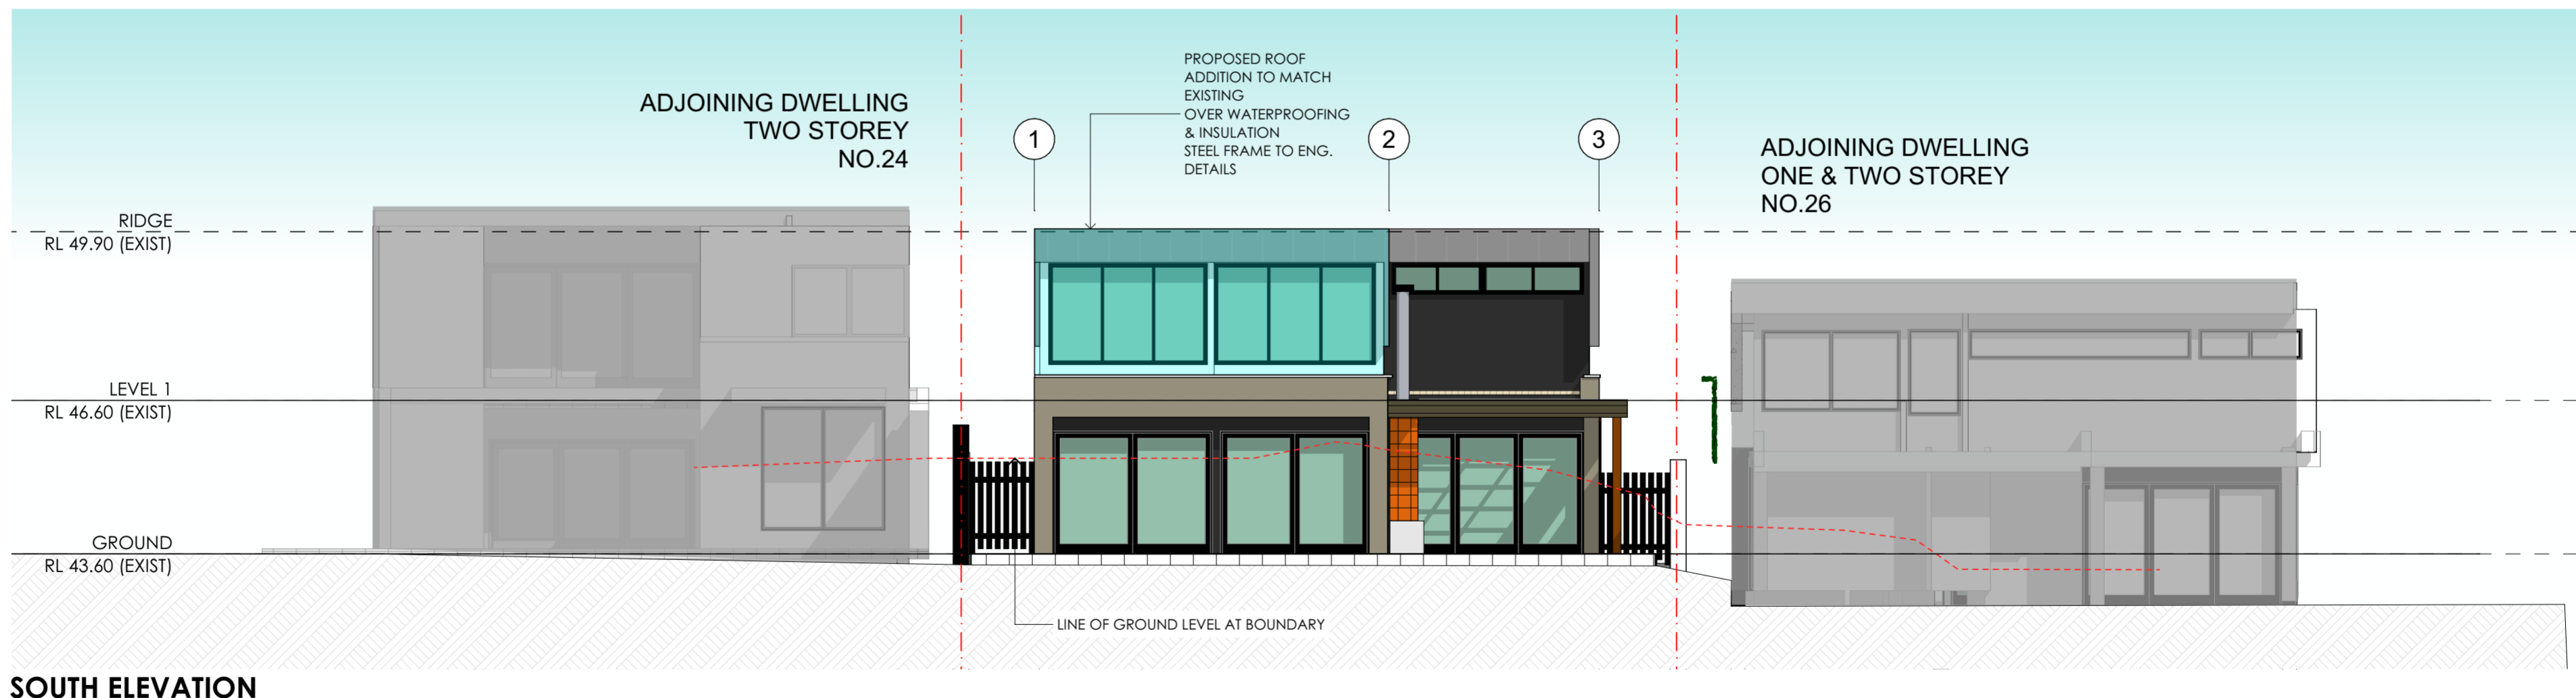 PROPOSED ROOF
ADDITION TO MATCH
EXISTING
OVER WATERPROOFING
& INSULATION
STEEL FRAME TO ENG.
DETAILS
ADJOINING DWELLING
TWO STOREY
NO.24
1
2
3
ADJOINING DWELLING
ONE & TWO STOREY
NO.26
RIDGE
RL 49.90 (EXIST)
LEVEL 1
RL 46.60 (EXIST)
GROUND
RL 43.60 (EXIST)
LINE OF GROUND LEVEL AT BOUNDARY
SOUTH ELEVATION